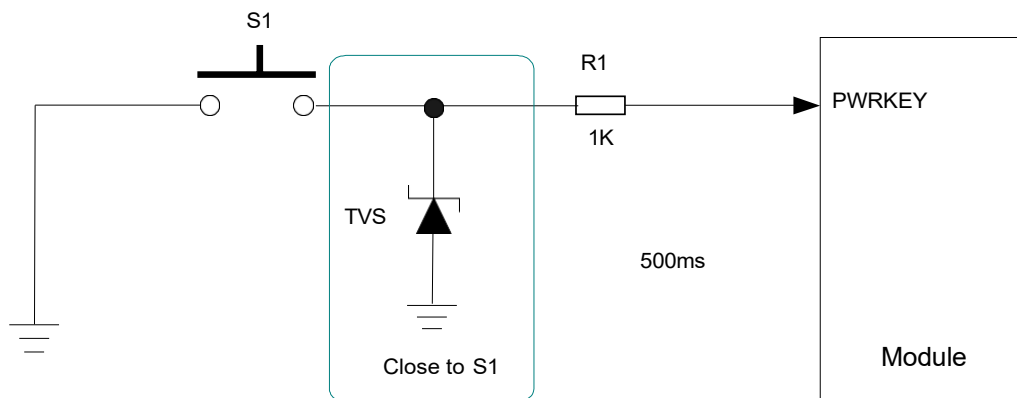 S1
R1
PWRKEY
1K
TVS
500ms
Close to S1
Module